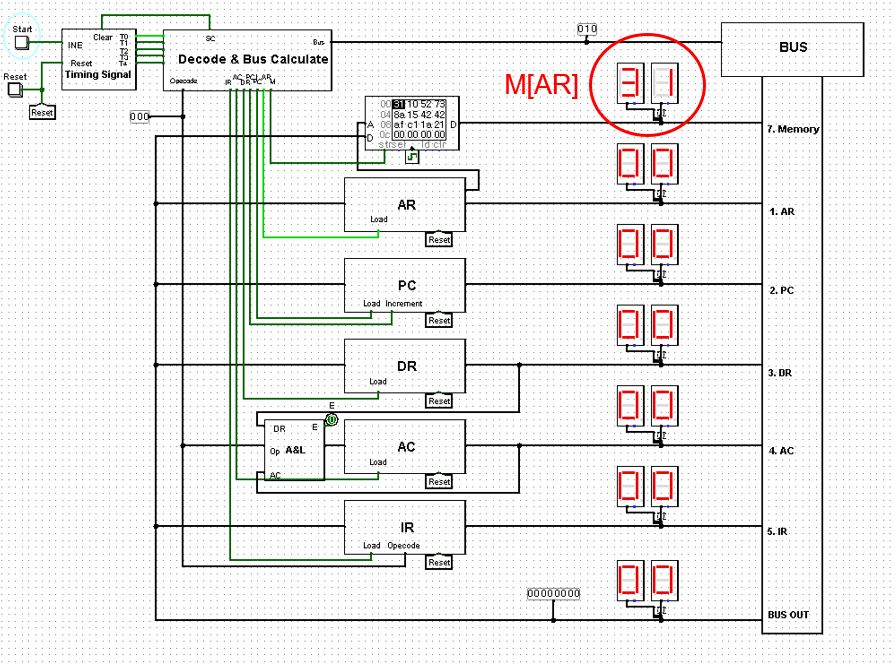 Start
INE
Clear
T0
T1
T2
T3
T4
Reset
Timing Signal
Reset
Reset
SC
Decode & Bus Calculate
Bus
Opecode
IR
AC
DR
PC
AR
M
010
BUS
M[AR]
31
000
00 31 10 52 73
04 8a 15 42 42
08 af c1 1a 21
0c 00 00 00 00
A
D
D
str sel ld clr
7. Memory
00
AR
Load
Reset
1. AR
00
PC
Load Increment
Reset
2. PC
00
DR
Load
Reset
3. DR
00
E
DR
E
Op A&L
AC
AC
Load
Reset
4. AC
00
IR
Load Opecode
Reset
5. IR
00
00000000
BUS OUT